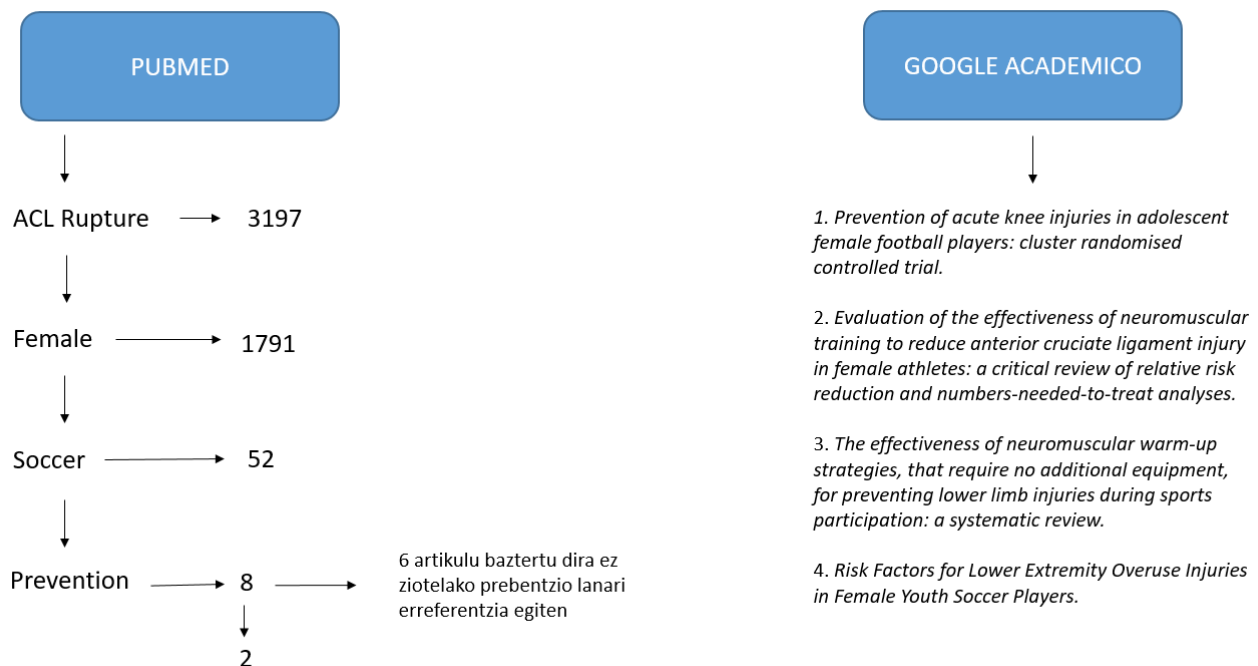 PUBMED
ACL Rupture
3197
Female
1791
Soccer
52
Prevention
8
6 artikulu baztertu dira ez
ziotelako prebentzio lanari
erreferentzia egiten
2
GOOGLE ACADEMICO
1. Prevention of acute knee injuries in adolescent
female football players: cluster randomised
controlled trial.
2. Evaluation of the effectiveness of neuromuscular
training to reduce anterior cruciate ligament injury
in female athletes: a critical review of relative risk
reduction and numbers-needed-to-treat analyses.
3. The effectiveness of neuromuscular warm-up
strategies, that require no additional equipment,
for preventing lower limb injuries during sports
participation: a systematic review.
4. Risk Factors for Lower Extremity Overuse Injuries
in Female Youth Soccer Players.